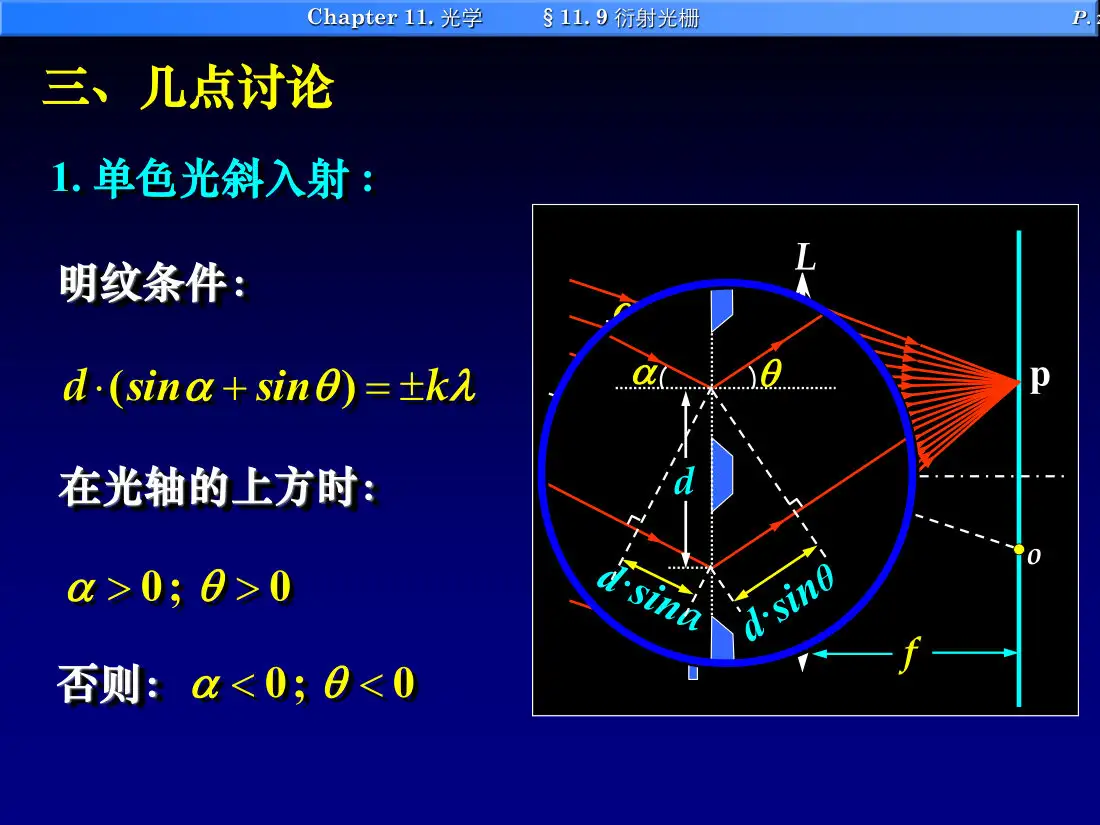 Chapter 11. 光学 §11. 9 衍射光栅 P.
三、几点讨论
1. 单色光斜入射：
明纹条件：
d·(sinα + sinθ) = ±kλ
在光轴的上方时：
α > 0 ; θ > 0
否则： α < 0 ; θ < 0
L
α
θ
p
d
o
d·sinα
d·sinθ
f